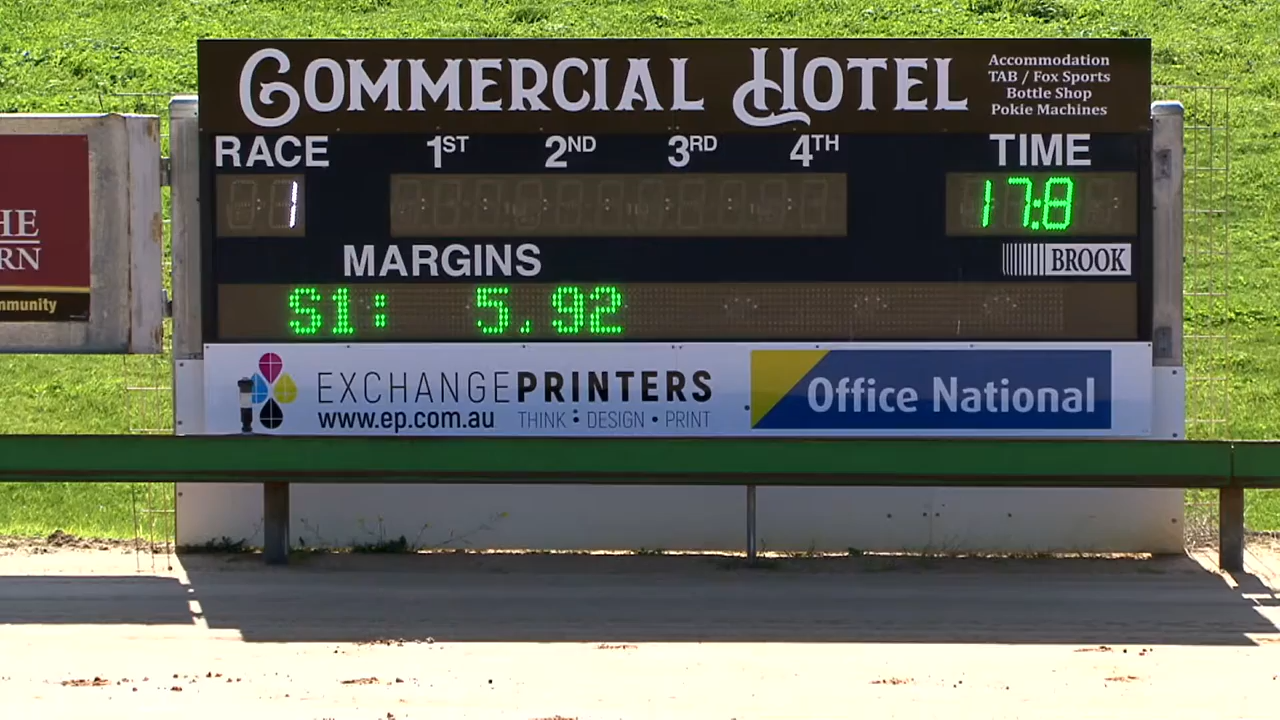 COMMERCIAL HOTEL
Accommodation
TAB / Fox Sports
Bottle Shop
Pokie Machines
RACE 1ST 2ND 3RD 4TH TIME
1 17:8
MARGINS
BROOK
S1: 5.92
HE
RN
mmunity
EXCHANGEPRINTERS
www.ep.com.au THINK • DESIGN • PRINT
Office National